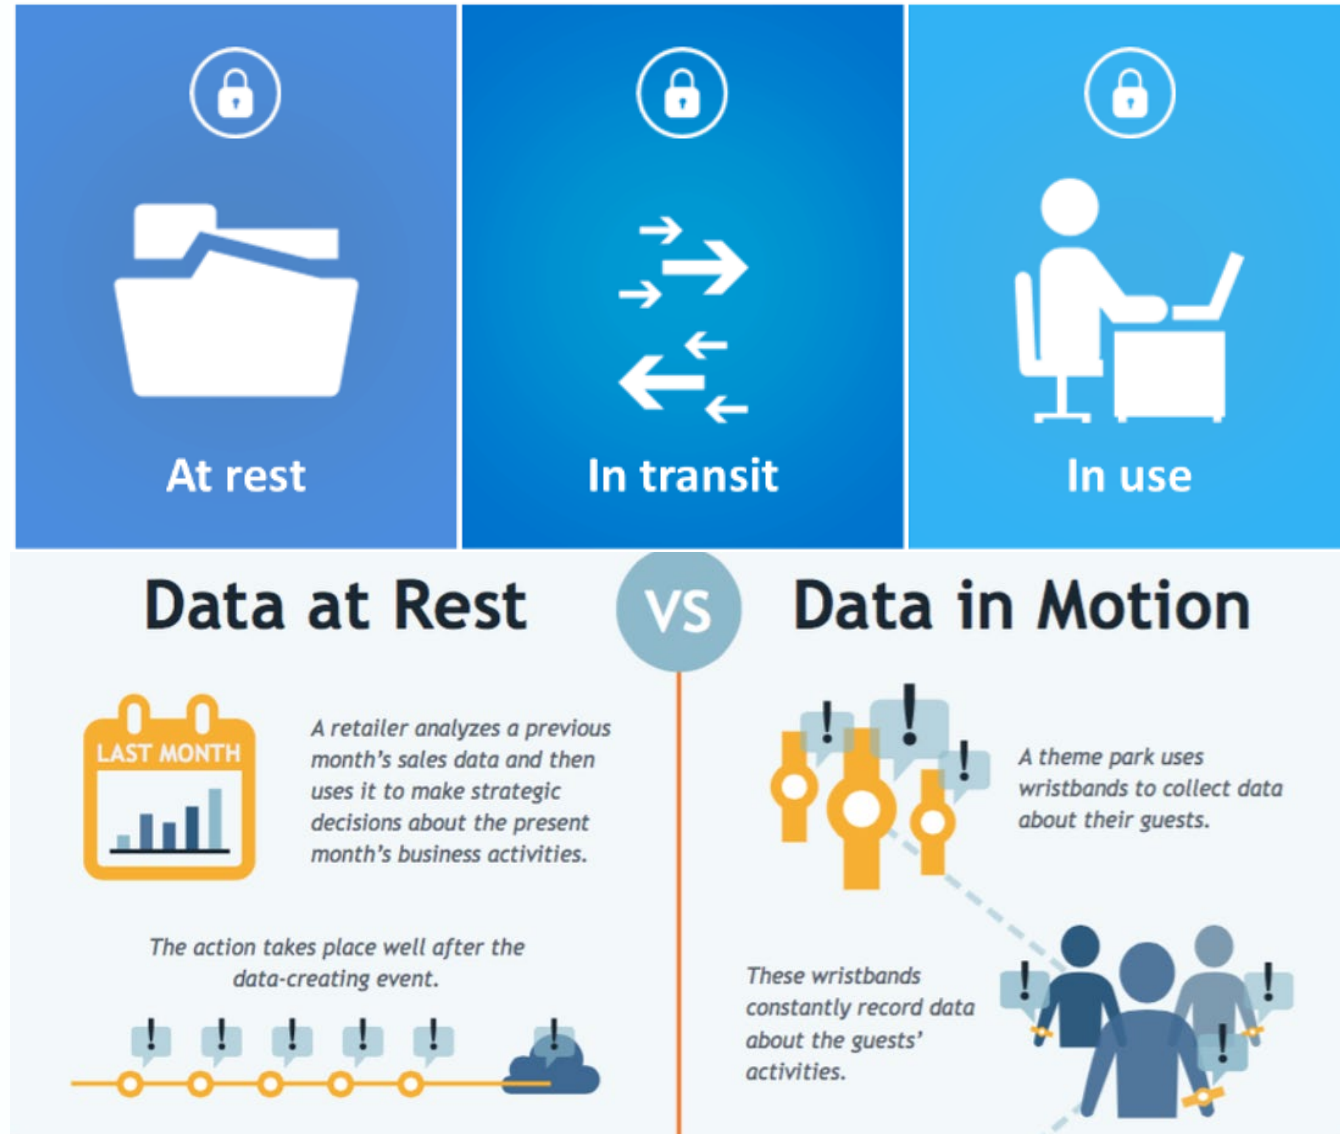 At rest
In transit
In use
Data at Rest
VS
Data in Motion
LAST MONTH
A retailer analyzes a previous
month's sales data and then
uses it to make strategic
decisions about the present
month's business activities.
The action takes place well after the
data-creating event.
! ! ! ! ! !
! ! !
A theme park uses
wristbands to collect data
about their guests.
These wristbands
constantly record data
about the guests'
activities.
! ! !